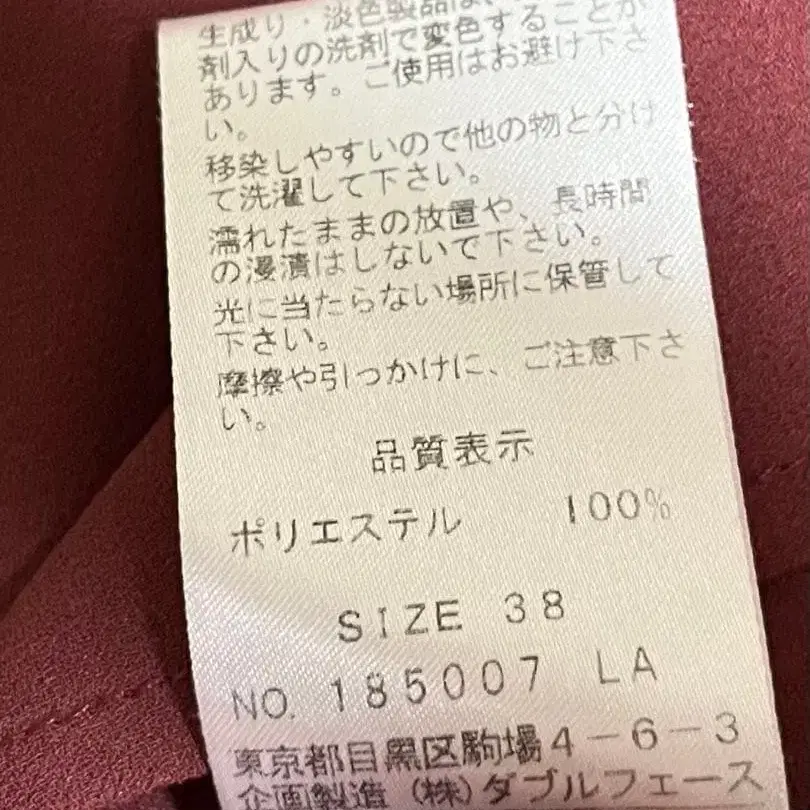 生成り・淡色製品は、
剤入りの洗剤で変色することが
あります。ご使用はお避け下さ
い。
移染しやすいので他の物と分け
て洗濯して下さい。
濡れたままの放置や、長時間
の浸漬はしないで下さい。
光に当たらない場所に保管して
下さい。
摩擦や引っかけに、ご注意下さ
い。
品質表示
ポリエステル 100%
SIZE 38
NO. 185007 LA
東京都目黒区駒場4-6-3
企画製造 (株)ダブルフェース